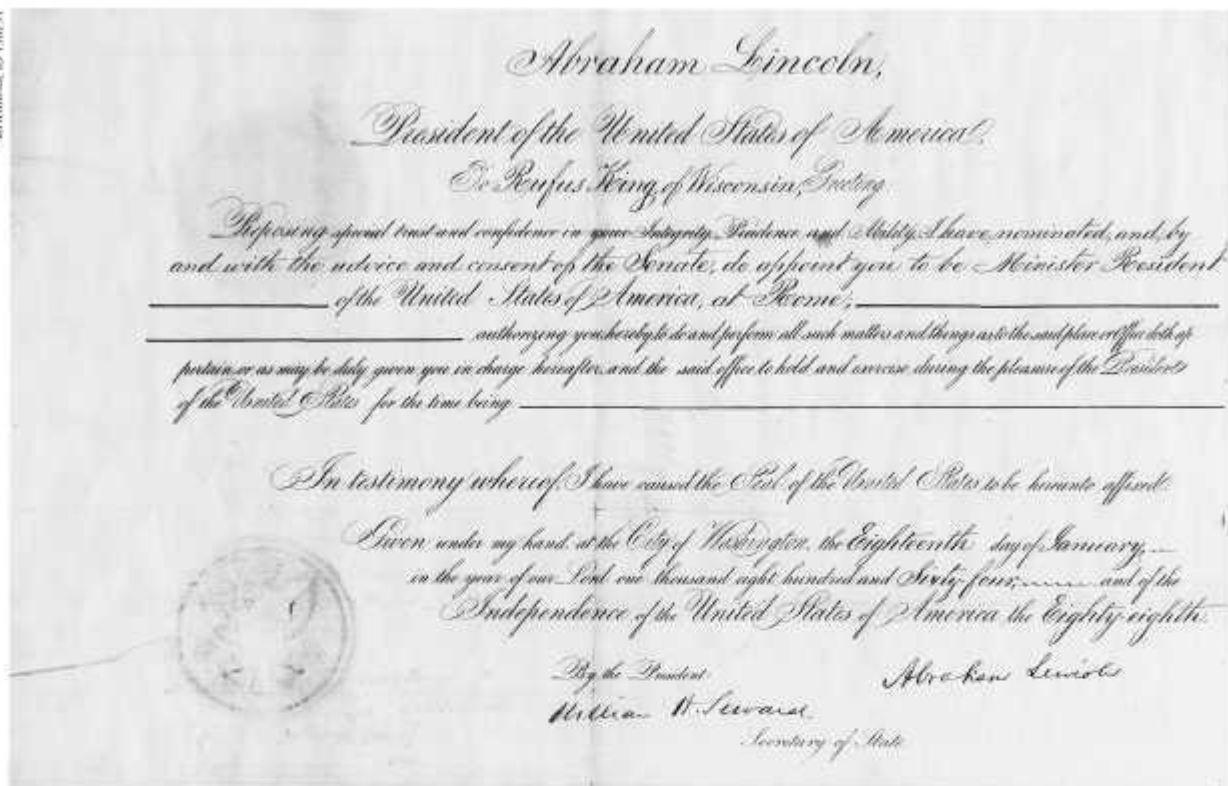 Abraham Lincoln,
President of the United States of America.
To Rufus King, of Wisconsin, Greeting
Reposing special trust and confidence in your Integrity, Prudence and Ability, I have nominated, and, by
and with the advice and consent of the Senate, do appoint you to be Minister Resident
of the United States of America, at Rome;
authorizing you hereby to do and perform all such matters and things as to the said place or Office doth ap
pertain or as may be duly given you in charge hereafter, and the said office to hold and exercise during the pleasure of the President
of the United States for the time being
In testimony whereof, I have caused the Seal of the United States to be hereunto affixed.
Given under my hand at the City of Washington, the Eighteenth day of January,
in the year of our Lord one thousand eight hundred and Sixty-four, and of the
Independence of the United States of America the Eighty-eighth.
By the President
Abraham Lincoln
William H. Seward.
Secretary of State